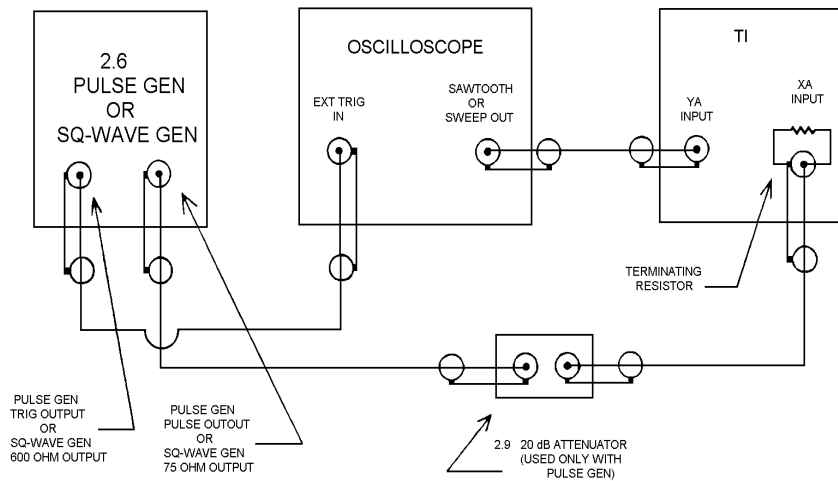 2.6
PULSE GEN
OR
SQ-WAVE GEN
OSCILLOSCOPE
EXT TRIG
IN
SAWTOOTH
OR
SWEEP OUT
TI
YA
INPUT
XA
INPUT
TERMINATING
RESISTOR
PULSE GEN
TRIG OUTPUT
OR
SQ-WAVE GEN
600 OHM OUTPUT
PULSE GEN
PULSE OUTOUT
OR
SQ-WAVE GEN
75 OHM OUTPUT
2.9 20 dB ATTENUATOR
(USED ONLY WITH
PULSE GEN)